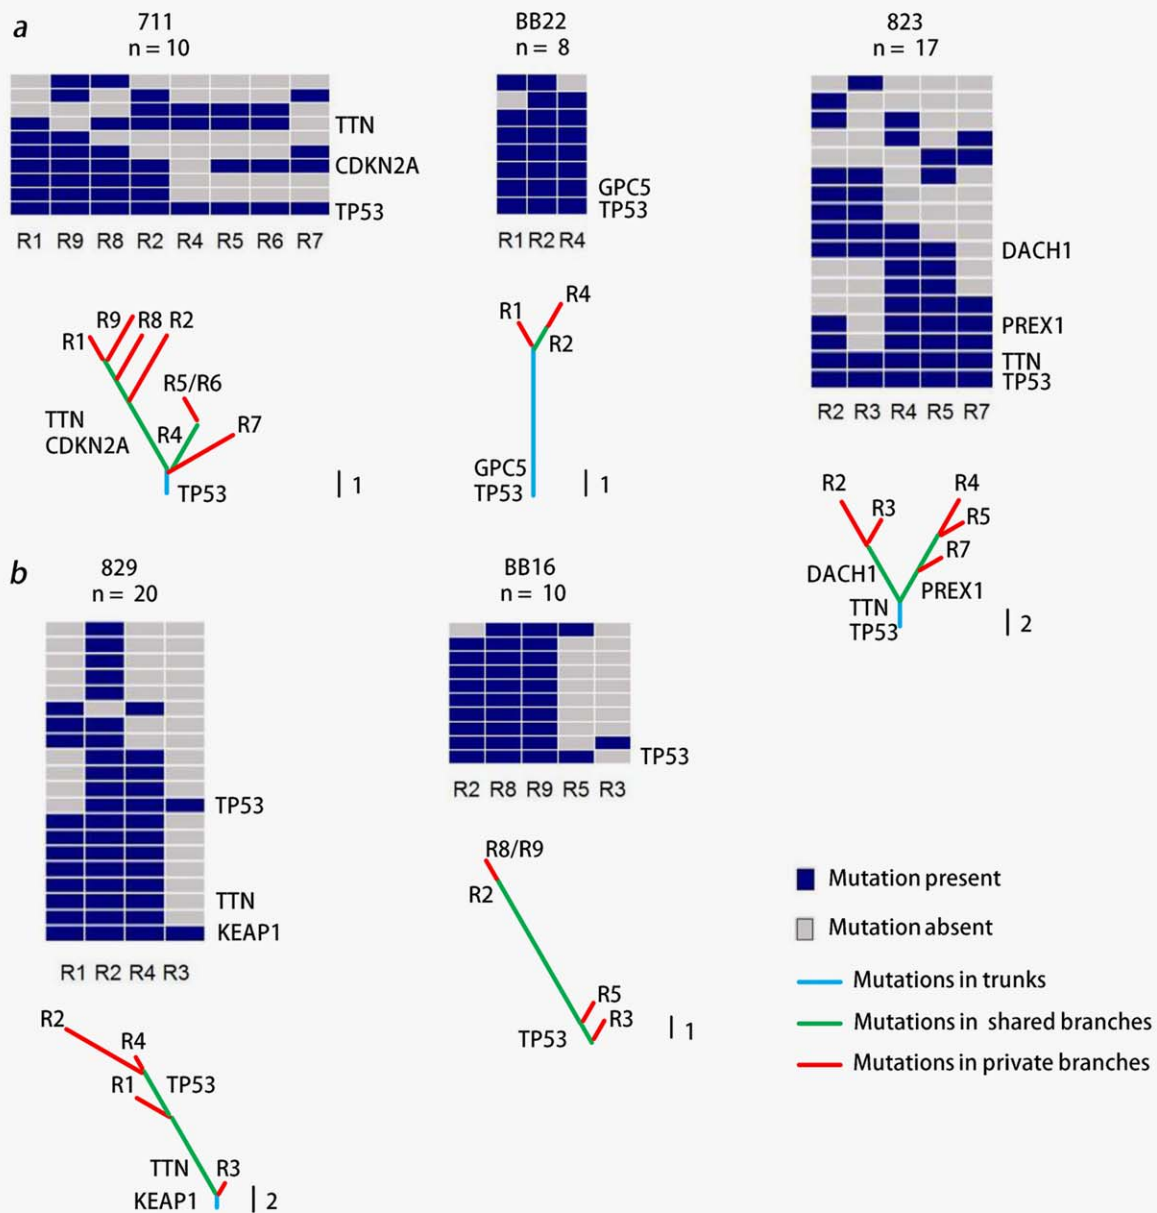 a
711
n = 10
TTN
CDKN2A
TP53
R1 R9 R8 R2 R4 R5 R6 R7
R9
R8
R2
R1
R5/R6
R7
TTN
CDKN2A
R4
TP53
1
BB22
n = 8
GPC5
TP53
R1 R2 R4
R4
R1
R2
GPC5
TP53
1
823
n = 17
DACH1
PREX1
TTN
TP53
R2 R3 R4 R5 R7
R2
R3
R4
R5
R7
DACH1
PREX1
TTN
TP53
2
b
829
n = 20
TP53
TTN
KEAP1
R1 R2 R4 R3
R2
R4
R1
TP53
TTN
R3
KEAP1
2
BB16
n = 10
TP53
R2 R8 R9 R5 R3
R8/R9
R2
R5
R3
TP53
1
Mutation present
Mutation absent
Mutations in trunks
Mutations in shared branches
Mutations in private branches